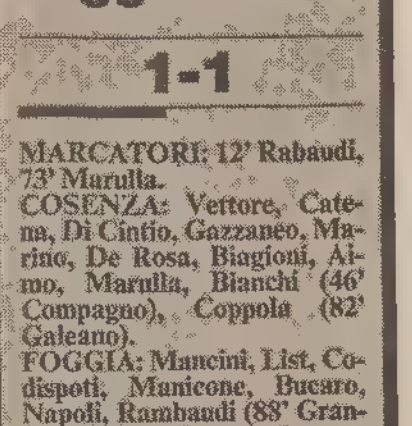 1-1
MARCATORI: 12' Rabaudi,
73' Marulla.
COSENZA: Vettore, Cate-
na, Di Cintio, Gazzaneo, Ma-
rino, De Rosa, Biagioni, Ai-
mo, Marulla, Bianchi (46'
Compagno), Coppola (82'
Galeano).
FOGGIA: Mancini, List, Co-
dispoti, Manicone, Bucaro,
Napoli, Rambaudi (88' Gran-